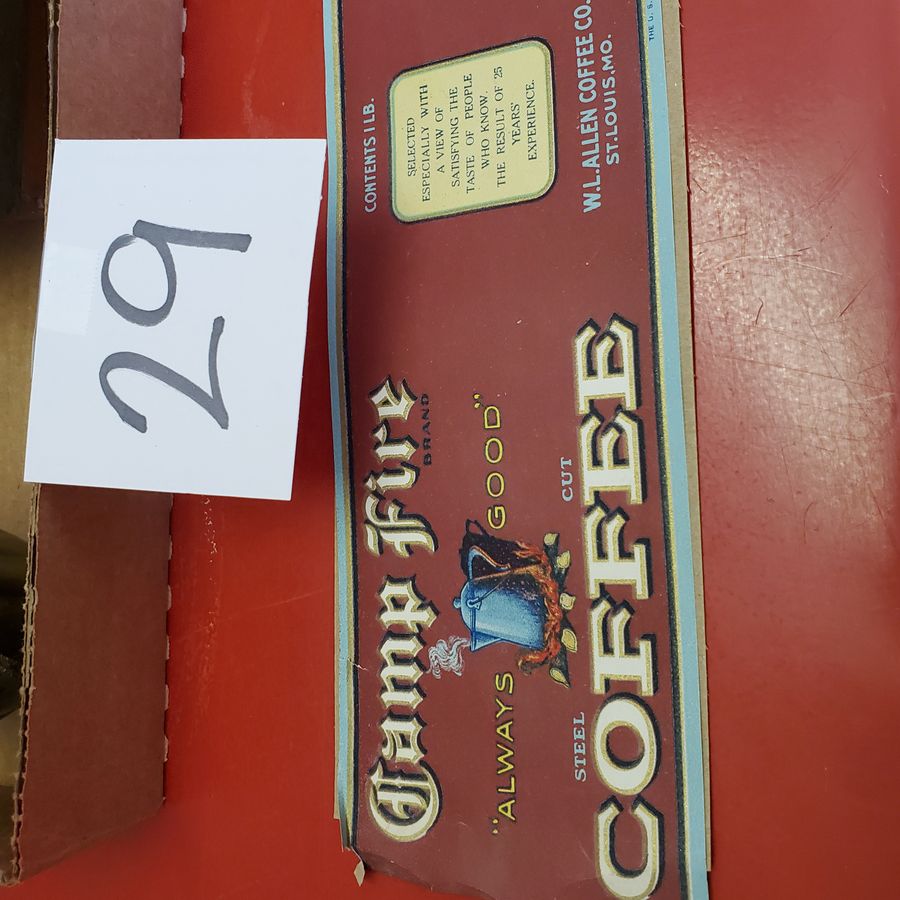 29
Camp Fire
BRAND
"ALWAYS GOOD"
STEEL CUT
COFFEE
CONTENTS 1 LB.
SELECTED
ESPECIALLY WITH
A VIEW OF
SATISFYING THE
TASTE OF PEOPLE
WHO KNOW.
THE RESULT OF 25
YEARS'
EXPERIENCE.
W.L.ALLEN COFFEE CO.
ST.LOUIS,MO.
THE U.S.